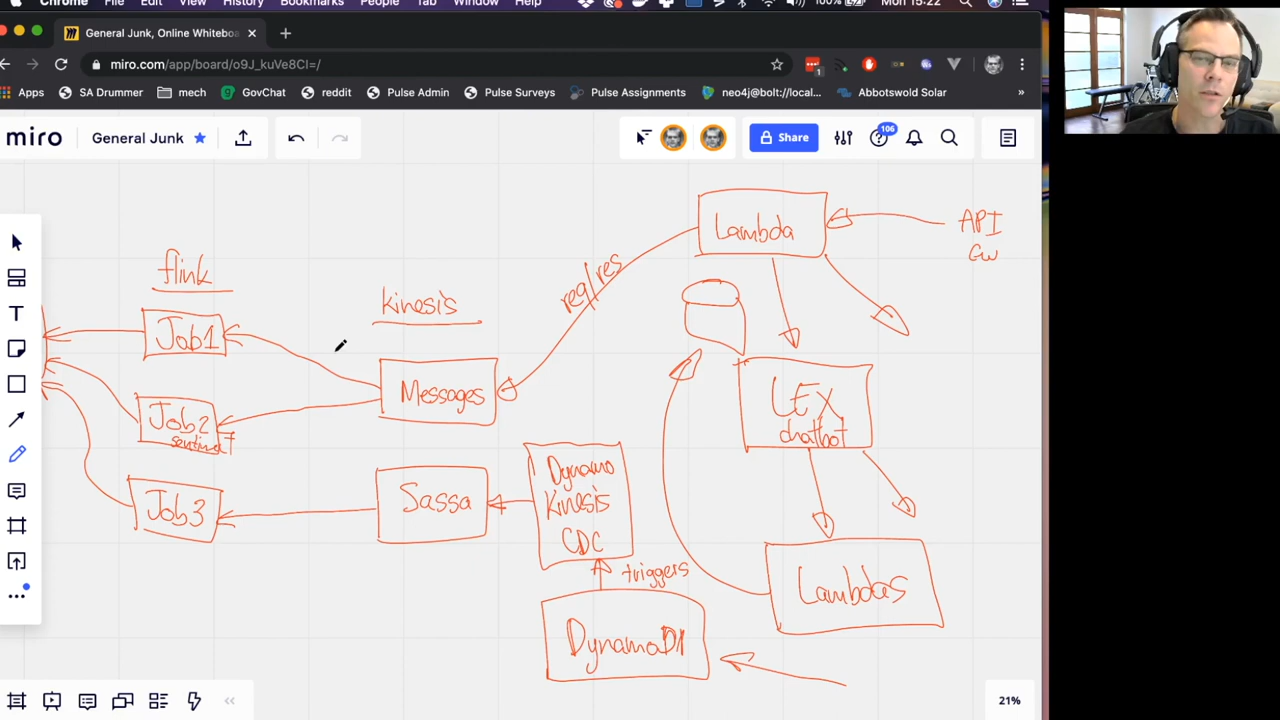 Chrome File Edit View History Bookmarks People Tab Window Help 100% Mon 15:22
General Junk, Online Whiteboa
miro.com/app/board/o9J_kuVe8CI=/
1
Apps SA Drummer mech GovChat reddit Pulse Admin Pulse Surveys Pulse Assignments neo4j@bolt://local... Abbotswold Solar »
miro General Junk Share 106
Lambda
API
GW
flink
req/res
kinesis
Job1
Messages
LEX
chatbot
Job2
Dynamo
Kinesis
CDC
Sassa
Job3
triggers
Lambdas
21%